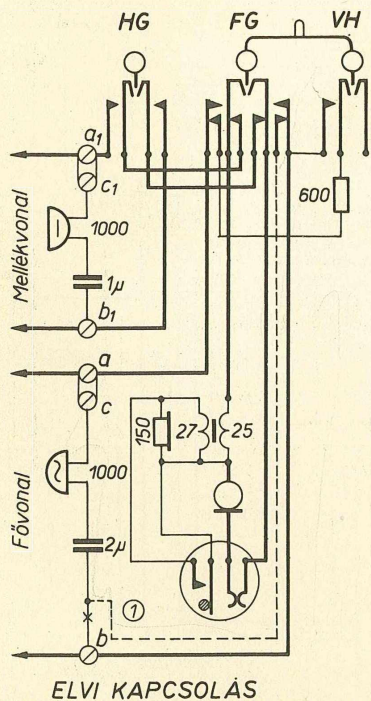 HG FG VH
a₁
c₁
600
Mellékvonal
1000
1µ
b₁
a
c
150
27
25
Fővonal
1000
2µ
1
b
ELVI KAPCSOLÁS